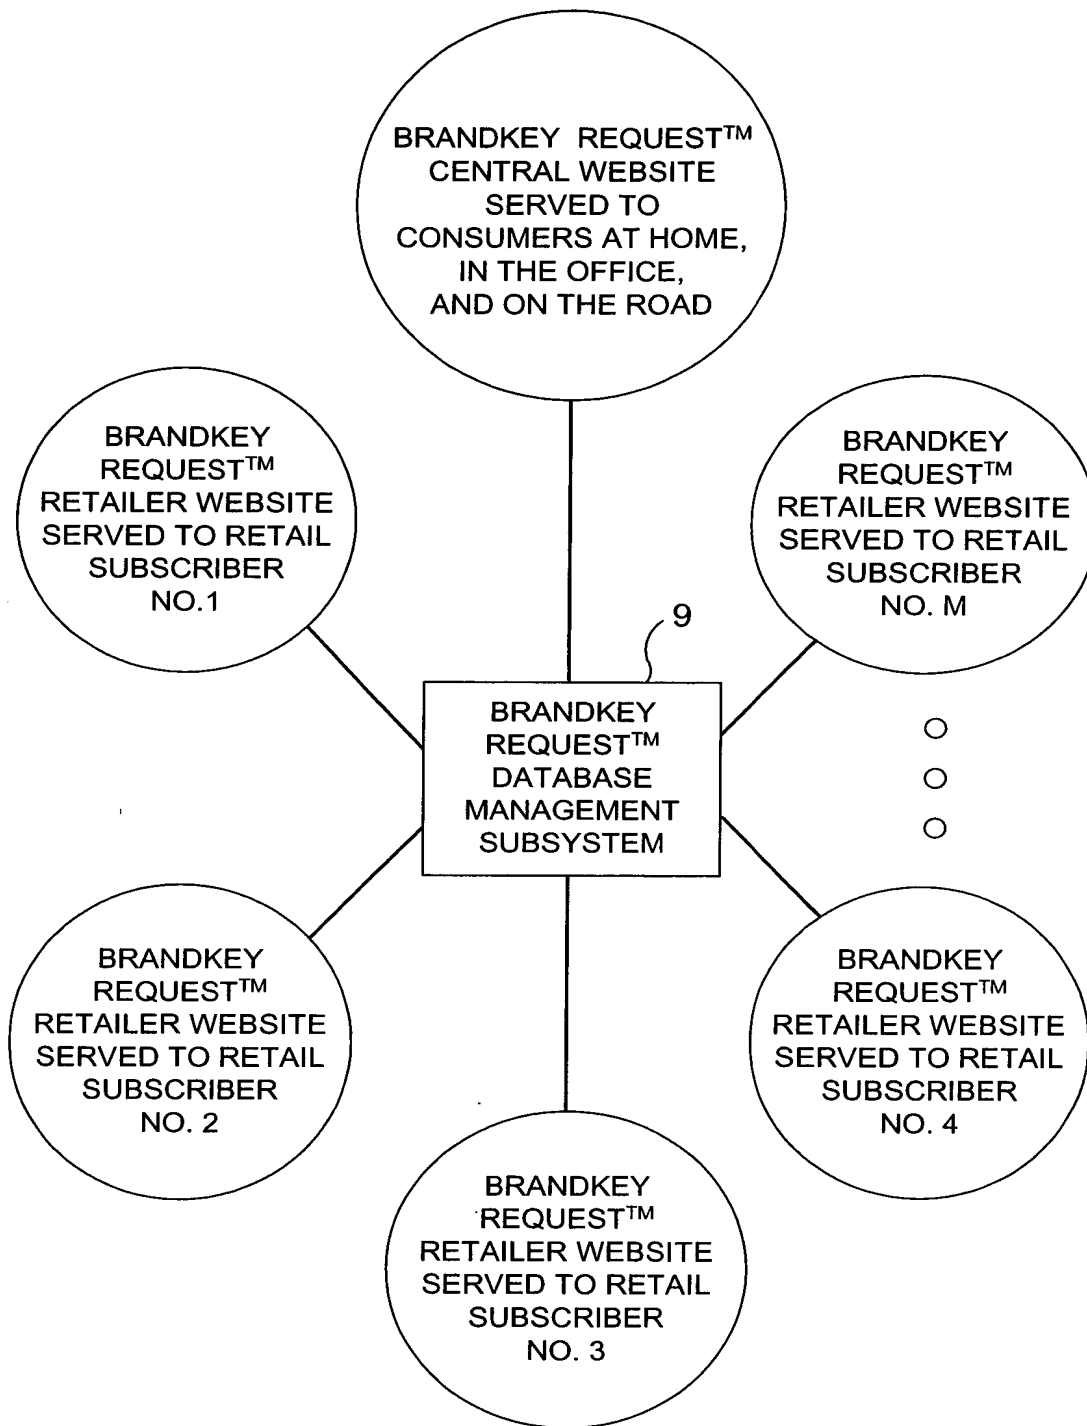 BRANDKEY REQUEST™
CENTRAL WEBSITE
SERVED TO
CONSUMERS AT HOME,
IN THE OFFICE,
AND ON THE ROAD
BRANDKEY
REQUEST™
RETAILER WEBSITE
SERVED TO RETAIL
SUBSCRIBER
NO.1
BRANDKEY
REQUEST™
RETAILER WEBSITE
SERVED TO RETAIL
SUBSCRIBER
NO. M
9
BRANDKEY
REQUEST™
DATABASE
MANAGEMENT
SUBSYSTEM
BRANDKEY
REQUEST™
RETAILER WEBSITE
SERVED TO RETAIL
SUBSCRIBER
NO. 2
BRANDKEY
REQUEST™
RETAILER WEBSITE
SERVED TO RETAIL
SUBSCRIBER
NO. 4
BRANDKEY
REQUEST™
RETAILER WEBSITE
SERVED TO RETAIL
SUBSCRIBER
NO. 3